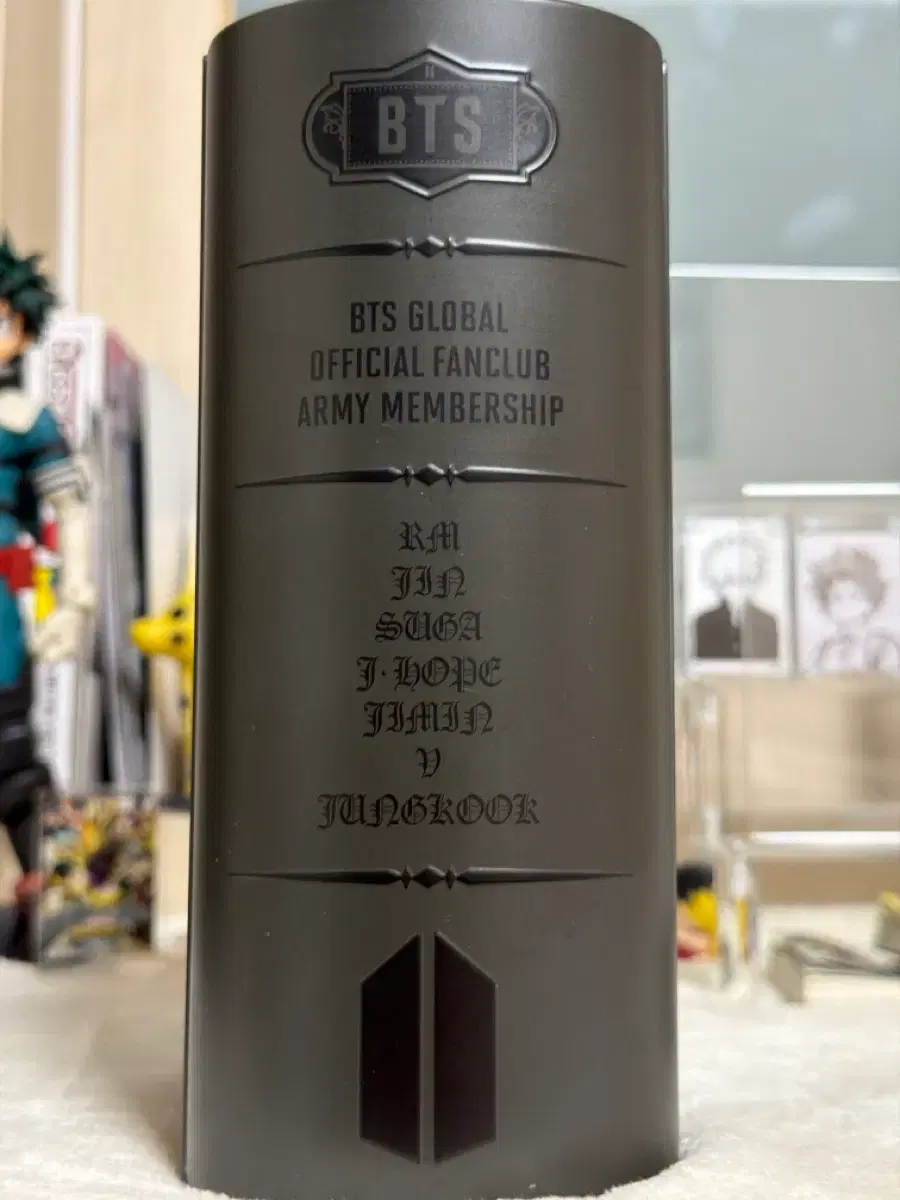 BTS
BTS GLOBAL
OFFICIAL FANCLUB
ARMY MEMBERSHIP
RM
JIN
SUGA
J·HOPE
JIMIN
V
JUNGKOOK